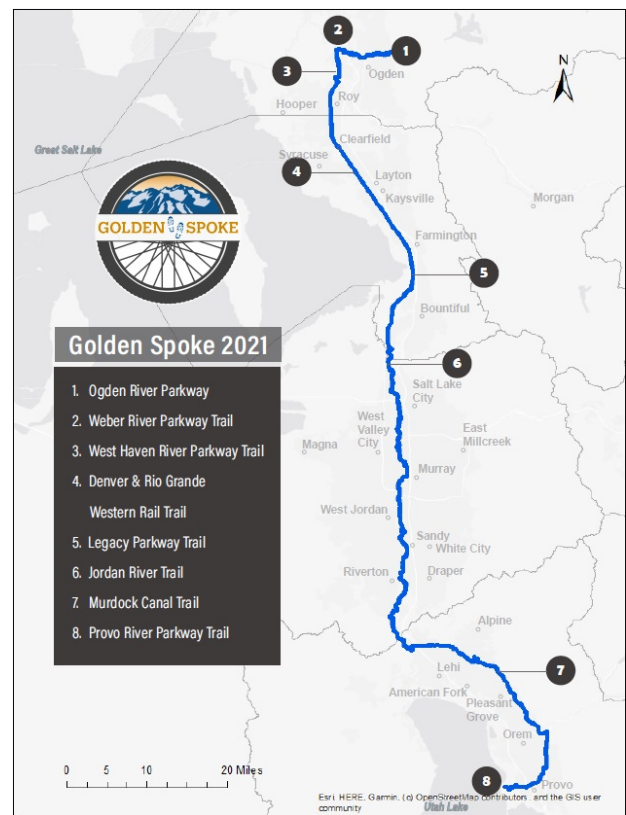 2
1
N
3
Ogden
Hooper
Roy
Clearfield
Great Salt Lake
Syracuse
4
Layton
Kaysville
Morgan
GOLDEN SPOKE
Farmington
5
Bountiful
Golden Spoke 2021
6
1. Ogden River Parkway
2. Weber River Parkway Trail
3. West Haven River Parkway Trail
4. Denver & Rio Grande
Western Rail Trail
5. Legacy Parkway Trail
6. Jordan River Trail
7. Murdock Canal Trail
8. Provo River Parkway Trail
Salt Lake
City
West
Valley
City
East
Millcreek
Magna
Murray
West Jordan
Sandy
White City
Riverton
Draper
Alpine
Lehi
7
American Fork
Pleasant
Grove
Orem
0 5 10 20 Miles
8
Provo
Esri, HERE, Garmin, (c) OpenStreetMap contributors, and the GIS user
community
Utah Lake